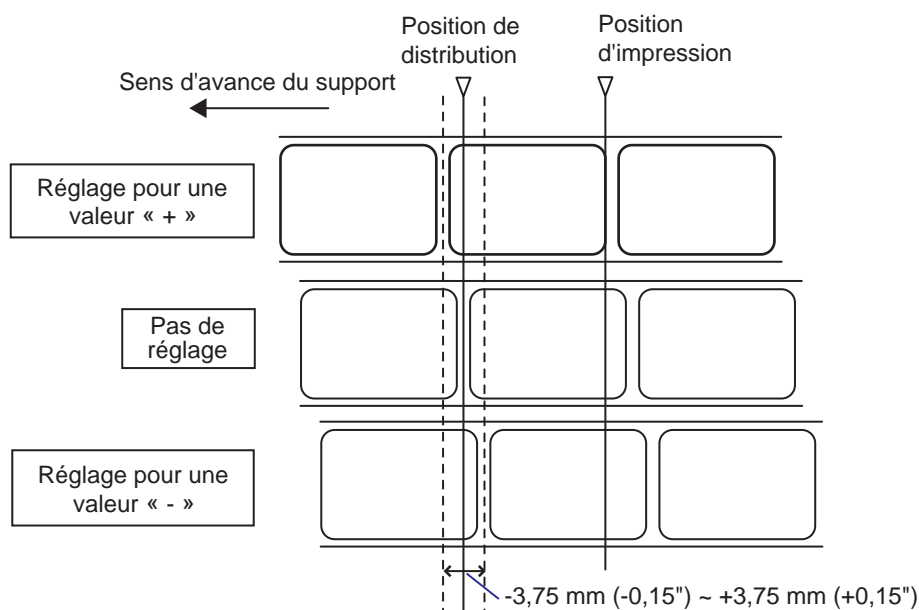 Position de
distribution
Position
d'impression
Sens d'avance du support
Réglage pour une
valeur « + »
Pas de
réglage
Réglage pour une
valeur « - »
-3,75 mm (-0,15") ~ +3,75 mm (+0,15")